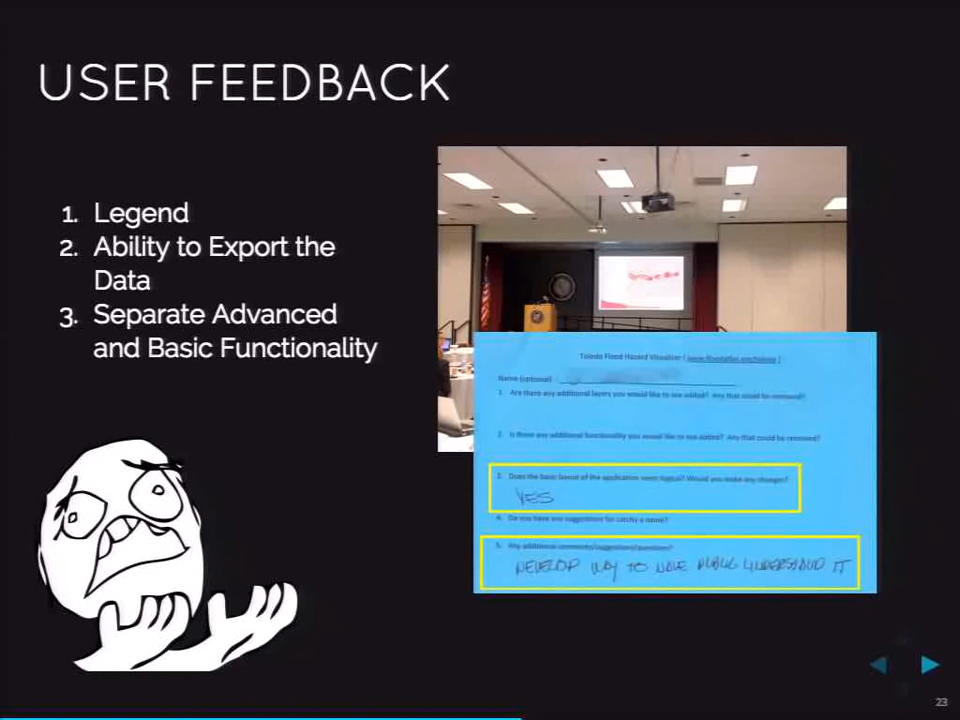 USER FEEDBACK
1. Legend
2. Ability to Export the
Data
3. Separate Advanced
and Basic Functionality
Toledo Flood Hazard Visualizer ( www.floodatlas.org/toledo )
Name (optional)
1. Are there any additional layers you would like to see added? Any that could be removed?
2. Is there any additional functionality you would like to see added? Any that could be removed?
3. Does the basic layout of the application seem logical? Would you make any changes?
YES
4. Do you have any suggestions for catchy a name?
5. Any additional comments/suggestions/questions?
DEVELOP WAY TO HAVE PUBLIC UNDERSTAND IT
23